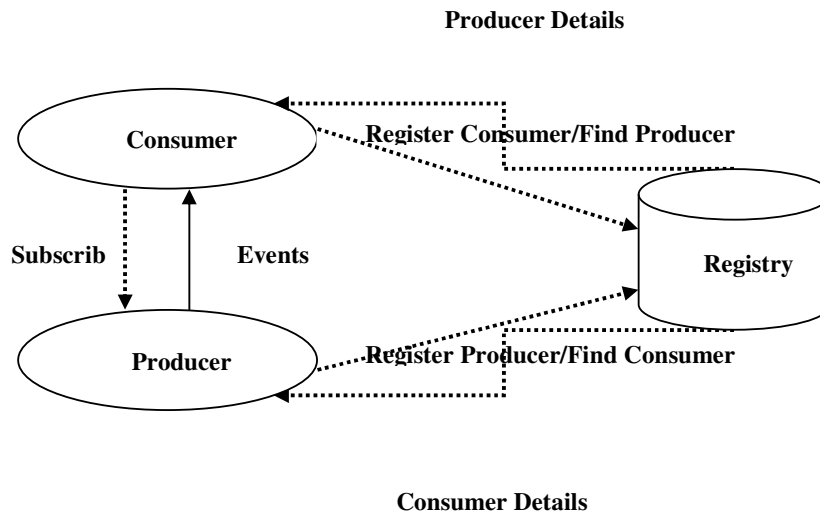 Producer Details
Consumer
Register Consumer/Find Producer
Subscrib
Events
Registry
Producer
Register Producer/Find Consumer
Consumer Details